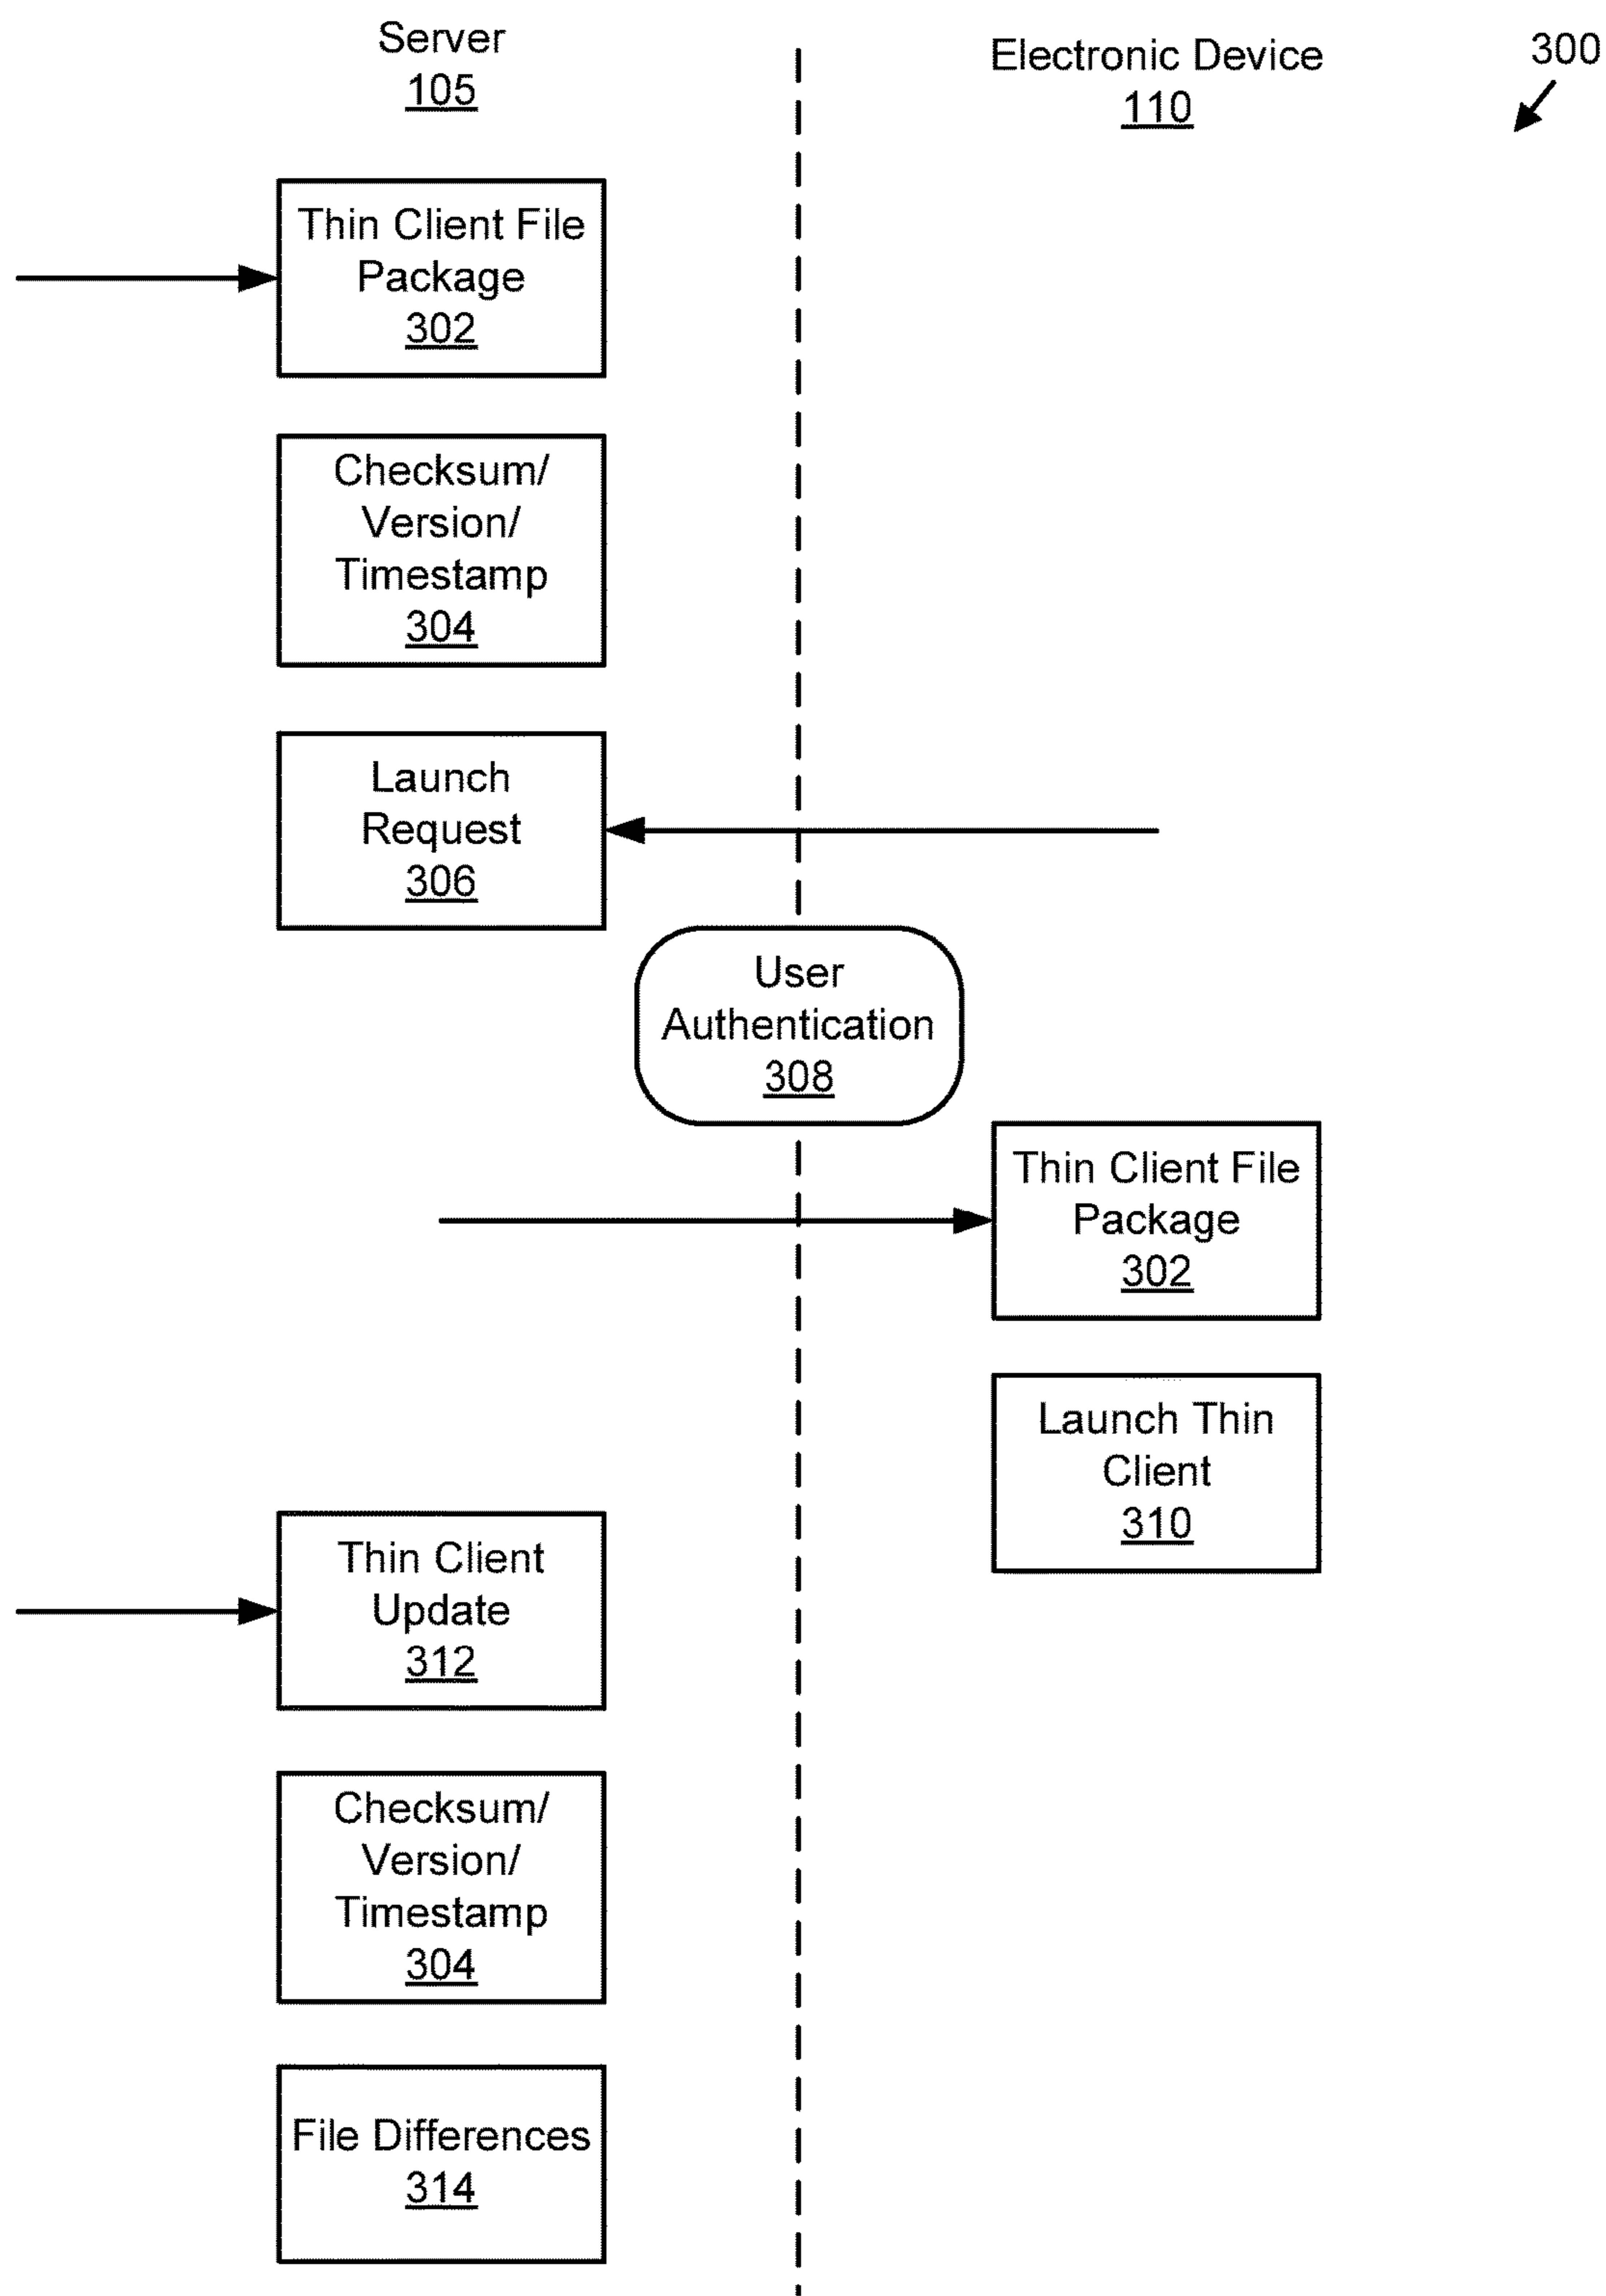 Server
105
Electronic Device
110
300
Thin Client File
Package
302
Checksum/
Version/
Timestamp
304
Launch
Request
306
User
Authentication
308
Thin Client File
Package
302
Launch Thin
Client
310
Thin Client
Update
312
Checksum/
Version/
Timestamp
304
File Differences
314